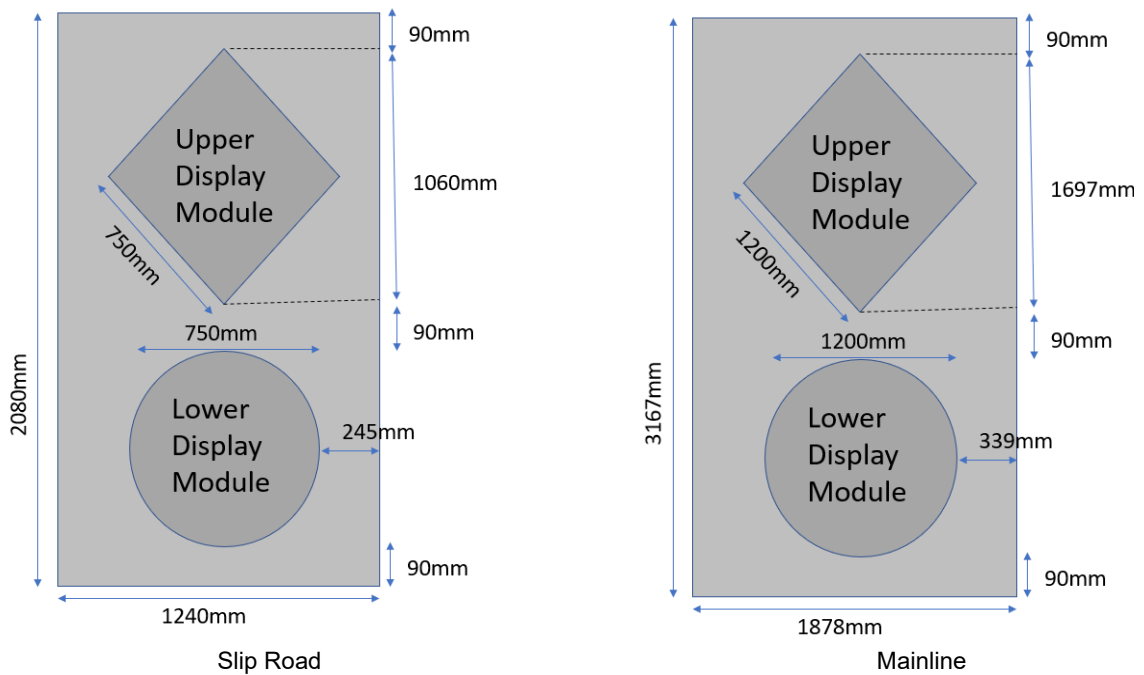 90mm
Upper
Display
Module
1060mm
750mm
90mm
750mm
2080mm
Lower
Display
Module
245mm
90mm
1240mm
Slip Road
90mm
Upper
Display
Module
1697mm
1200mm
90mm
1200mm
3167mm
Lower
Display
Module
339mm
90mm
1878mm
Mainline